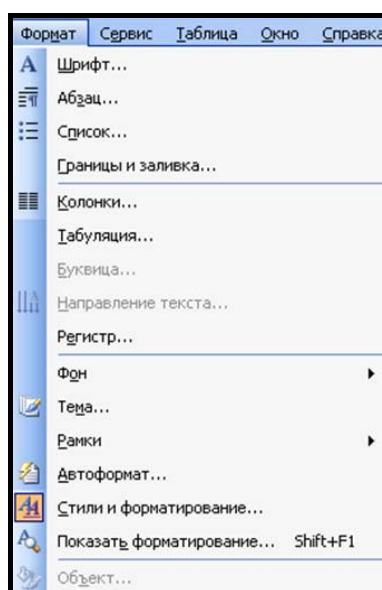 Формат Сервис Таблица Окно Справка
Шрифт...
Абзац...
Список...
Границы и заливка...
Колонки...
Табуляция...
Буквица...
Направление текста...
Регистр...
Фон
Тема...
Рамки
Автоформат...
Стили и форматирование...
Показать форматирование... Shift+F1
Объект...